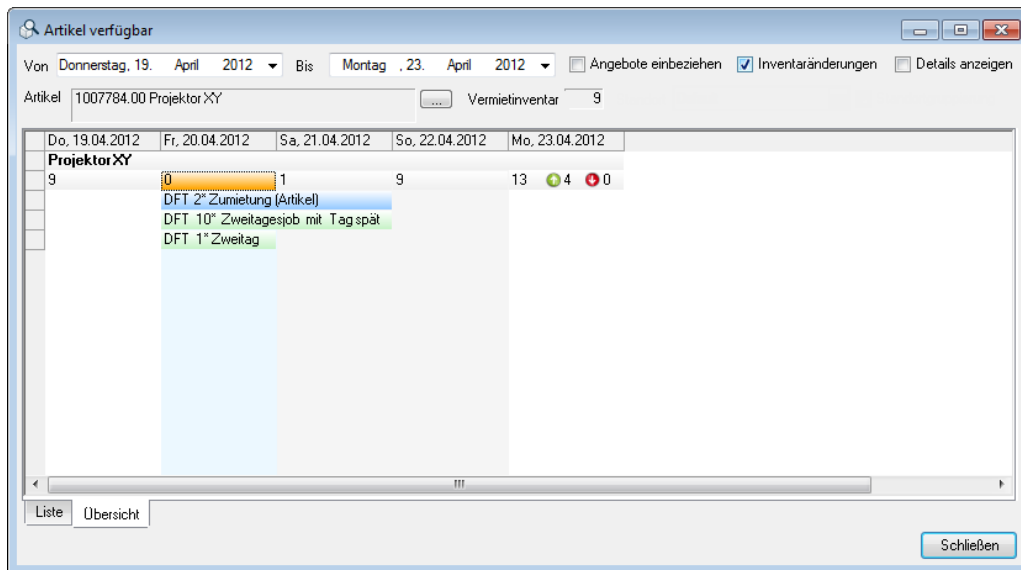 Artikel verfügbar
Von Donnerstag, 19. April 2012 Bis Montag , 23. April 2012 Angebote einbeziehen Inventaränderungen Details anzeigen
Artikel 1007784.00 Projektor XY ... Vermietinventar 9
Do, 19.04.2012 Fr, 20.04.2012 Sa, 21.04.2012 So, 22.04.2012 Mo, 23.04.2012
Projektor XY
9 0 1 9 13 4 0
DFT 2* Zumietung (Artikel)
DFT 10* Zweitagesjob mit Tag spät
DFT 1* Zweitag
Liste Übersicht
Schließen